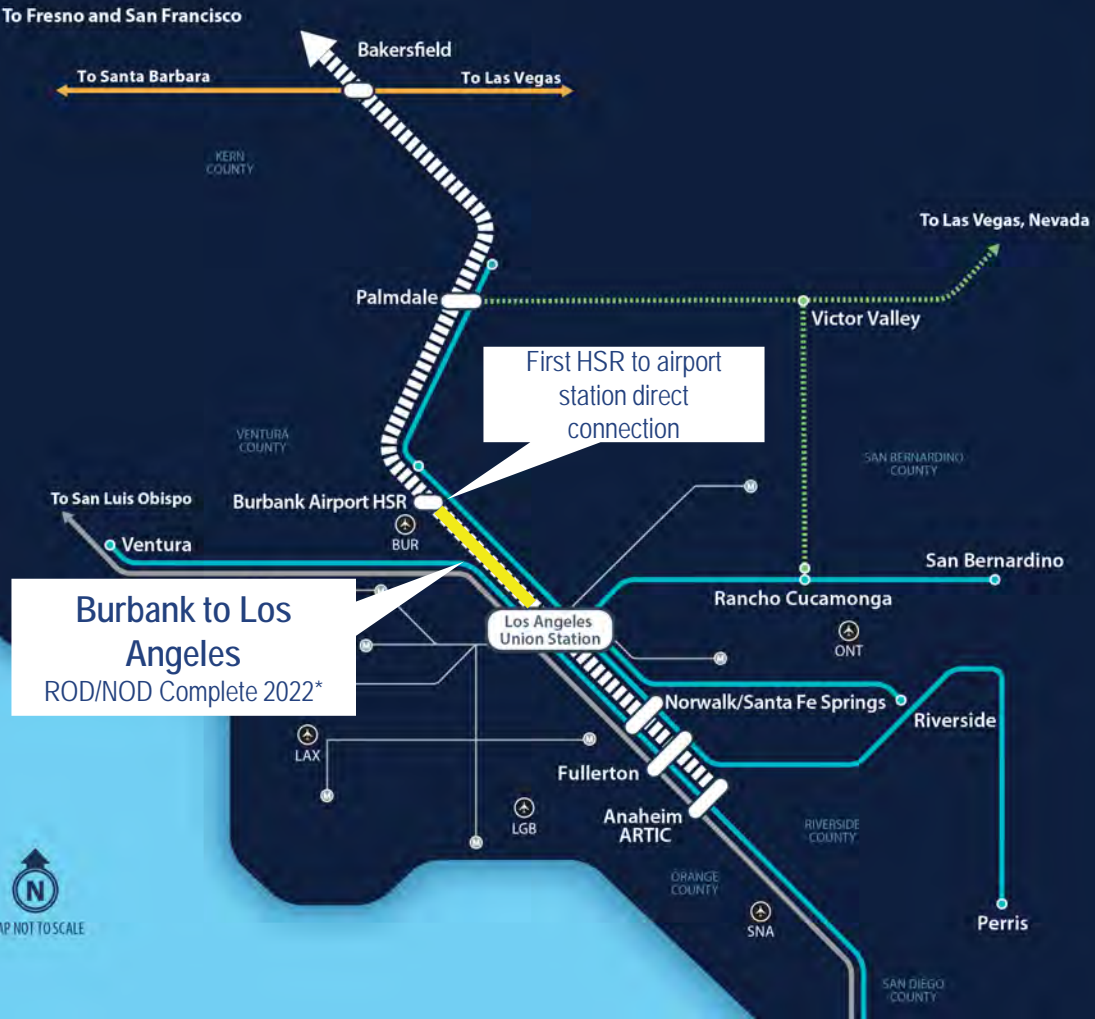 To Fresno and San Francisco
Bakersfield
To Santa Barbara
To Las Vegas
KERN
COUNTY
To Las Vegas, Nevada
Palmdale
Victor Valley
First HSR to airport
station direct
connection
VENTURA
COUNTY
SAN BERNARDINO
COUNTY
To San Luis Obispo
Burbank Airport HSR
M
BUR
Ventura
San Bernardino
Burbank to Los
Angeles
ROD/NOD Complete 2022*
M
Rancho Cucamonga
Los Angeles
Union Station
ONT
M
M
Norwalk/Santa Fe Springs
Riverside
LAX
M
Fullerton
M
LGB
Anaheim
ARTIC
RIVERSIDE
COUNTY
M
ORANGE
COUNTY
N
SNA
Perris
AP NOT TO SCALE
SAN DIEGO
COUNTY